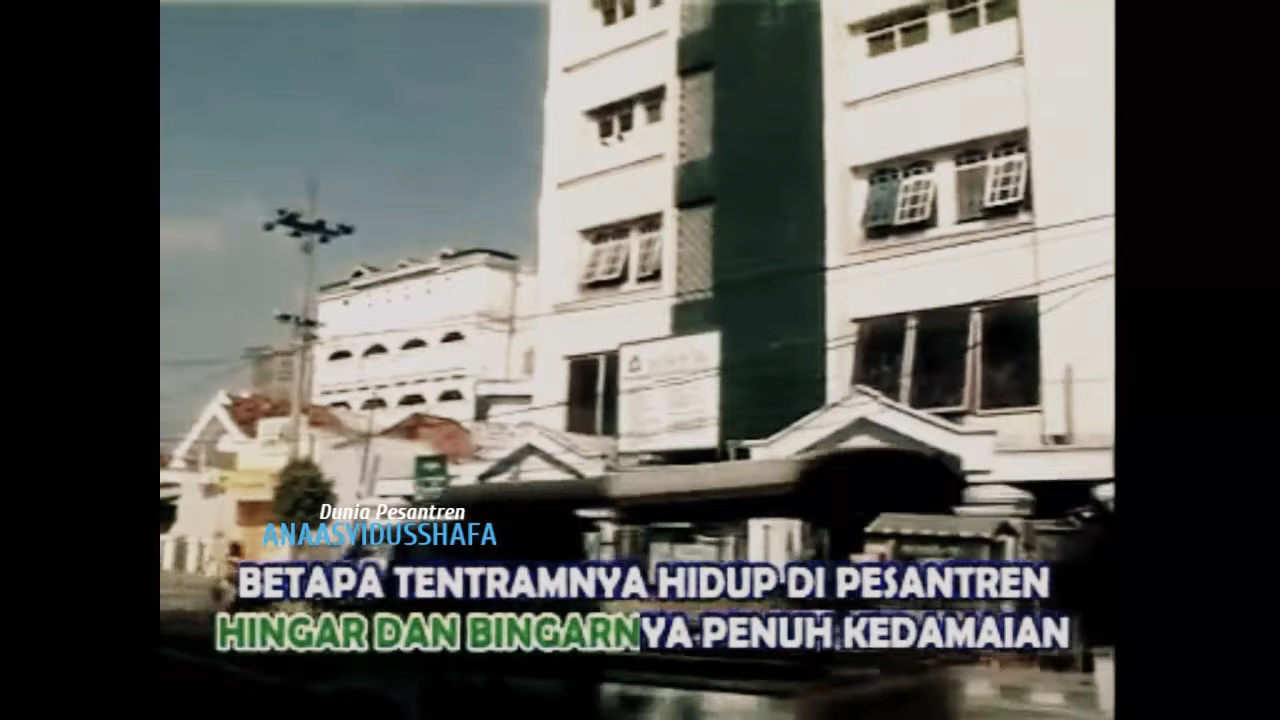 Dunia Pesantren
ANAASYIDUSSHAFA
BETAPA TENTRAMNYA HIDUP DI PESANTREN
HINGAR DAN BINGARNYA PENUH KEDAMAIAN